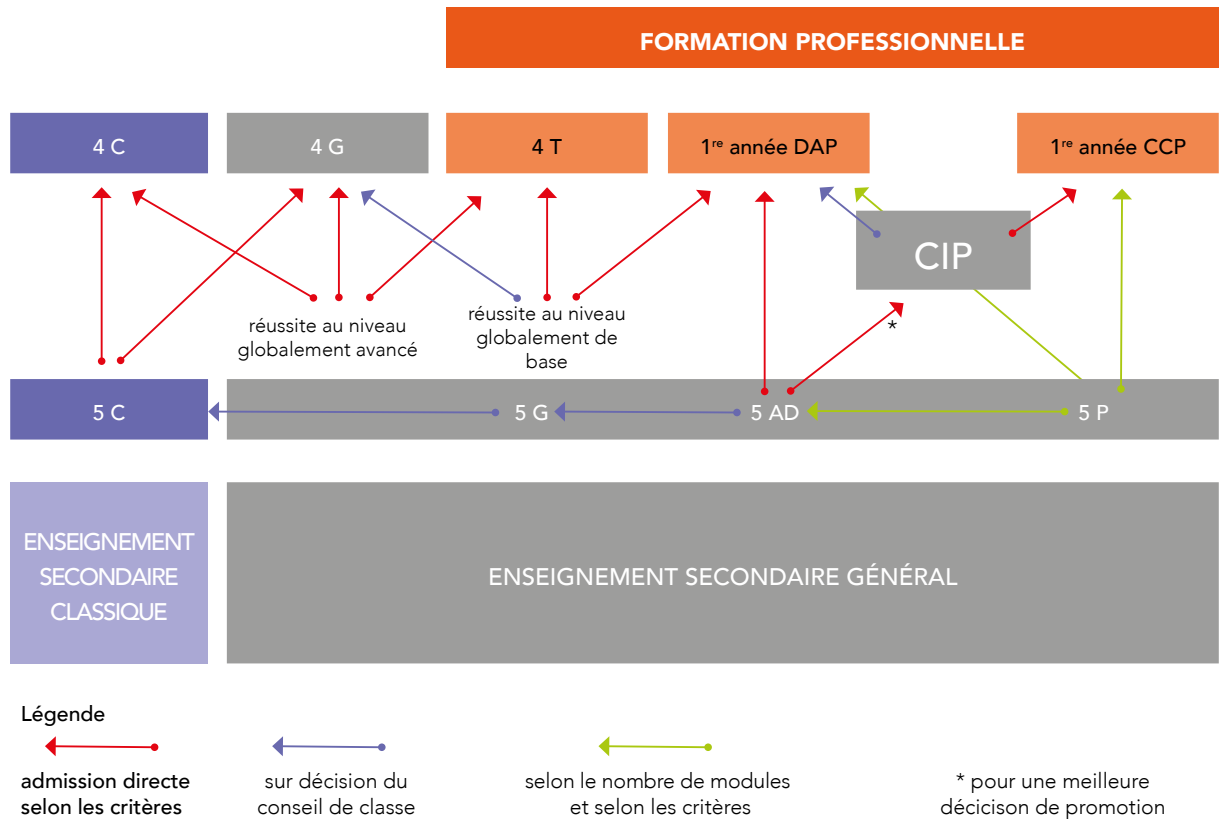 FORMATION PROFESSIONNELLE
4 C
4 G
4 T
1re année DAP
1re année CCP
CIP
réussite au niveau
globalement avancé
réussite au niveau
globalement de
base
*
5 C
5 G
5 AD
5 P
ENSEIGNEMENT
SECONDAIRE
CLASSIQUE
ENSEIGNEMENT SECONDAIRE GÉNÉRAL
Légende
admission directe
selon les critères
sur décision du
conseil de classe
selon le nombre de modules
et selon les critères
* pour une meilleure
décicison de promotion